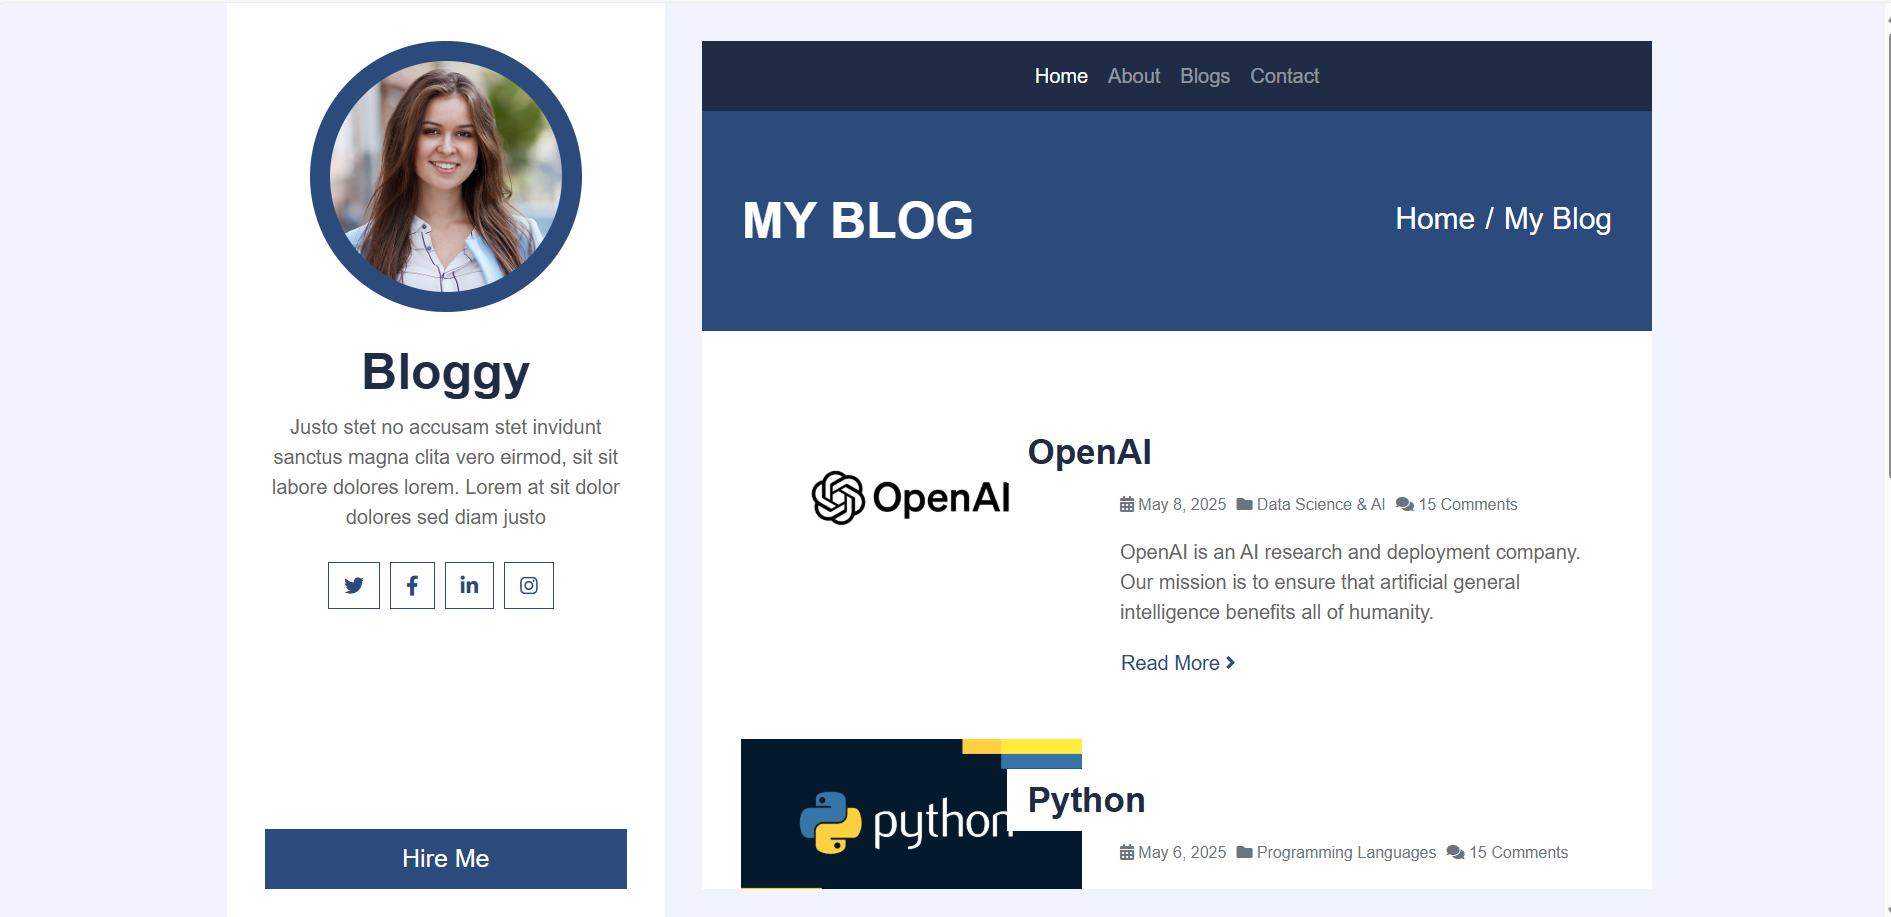 Bloggy
Justo stet no accusam stet invidunt
sanctus magna clita vero eirmod, sit sit
labore dolores lorem. Lorem at sit dolor
dolores sed diam justo
Hire Me
Home About Blogs Contact
MY BLOG
Home / My Blog
OpenAI
OpenAI
May 8, 2025 Data Science & AI 15 Comments
OpenAI is an AI research and deployment company.
Our mission is to ensure that artificial general
intelligence benefits all of humanity.
Read More
python
Python
May 6, 2025 Programming Languages 15 Comments